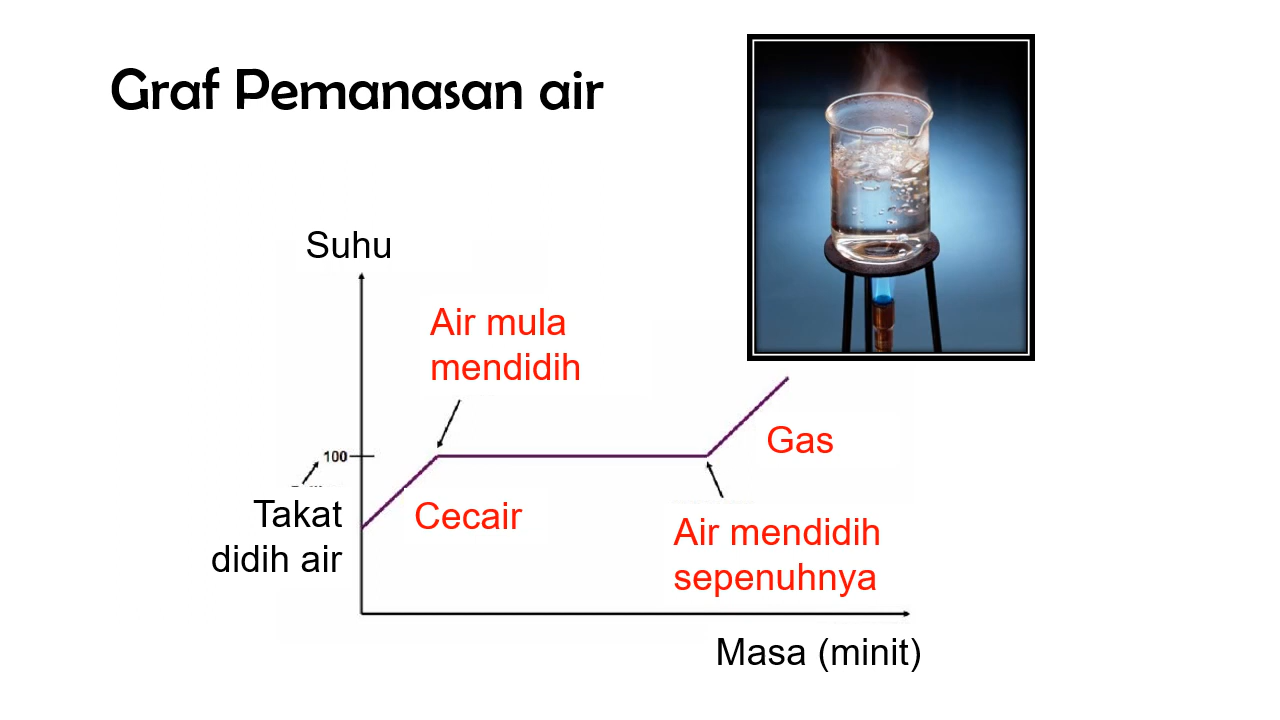 Graf Pemanasan air
Suhu
Air mula
mendidih
100
Gas
Takat
didih air
Cecair
Air mendidih
sepenuhnya
Masa (minit)